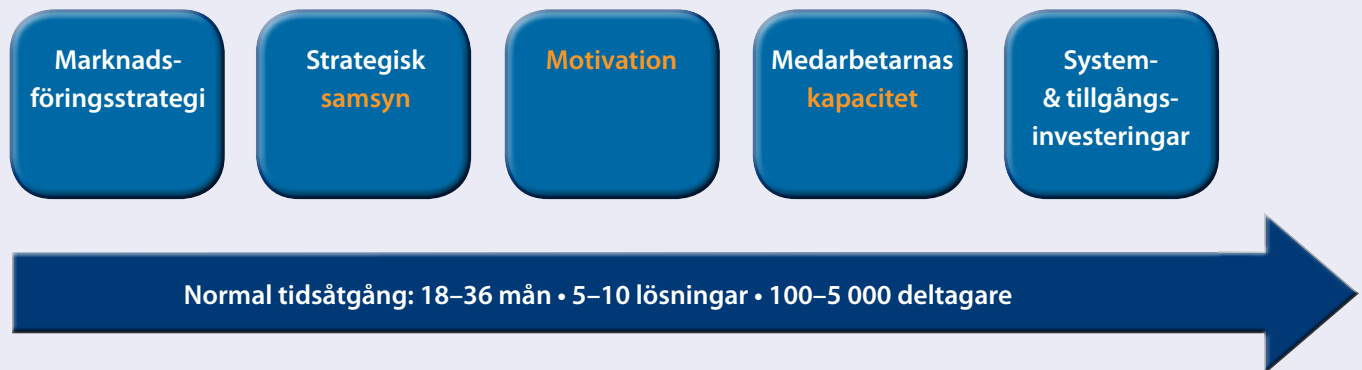 Marknads-
föringsstrategi
Strategisk
samsyn
Motivation
Medarbetarnas
kapacitet
System-
& tillgångs-
investeringar
Normal tidsåtgång: 18–36 mån • 5–10 lösningar • 100–5 000 deltagare